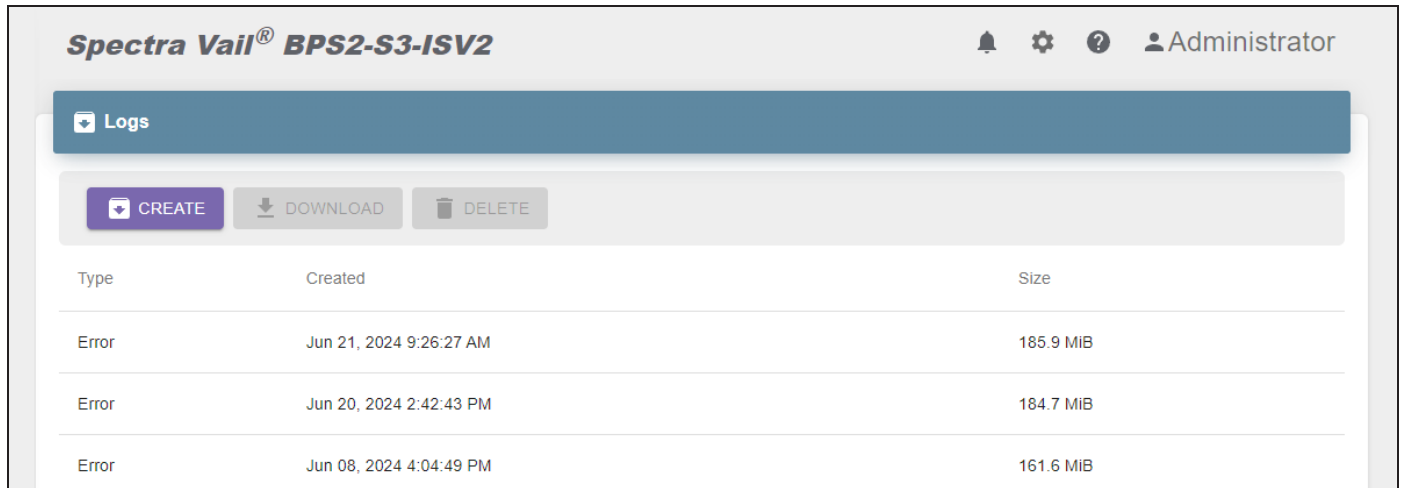 Spectra Vail® BPS2-S3-ISV2 Administrator
Logs
CREATE DOWNLOAD DELETE
Type Created Size
Error Jun 21, 2024 9:26:27 AM 185.9 MiB
Error Jun 20, 2024 2:42:43 PM 184.7 MiB
Error Jun 08, 2024 4:04:49 PM 161.6 MiB